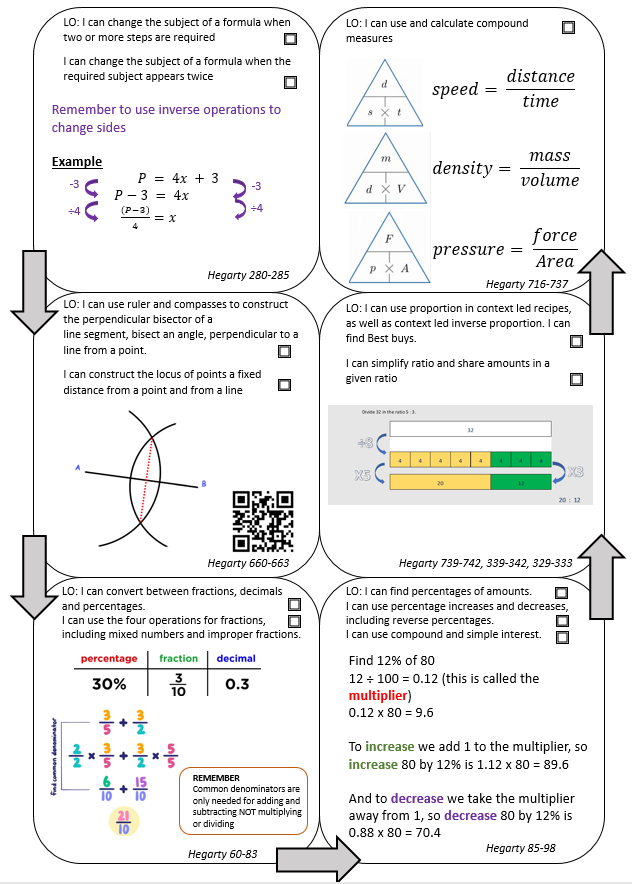 LO: I can change the subject of a formula when
two or more steps are required
I can change the subject of a formula when the
required subject appears twice
Remember to use inverse operations to
change sides
Example
P = 4x + 3
-3 P − 3 = 4x -3
÷4 (P−3)/4 = x ÷4
Hegarty 280-285
LO: I can use and calculate compound
measures
d
s × t
speed = distance/time
m
d × V
density = mass/volume
F
p × A
pressure = force/Area
Hegarty 716-737
LO: I can use ruler and compasses to construct
the perpendicular bisector of a
line segment, bisect an angle, perpendicular to a
line from a point.
I can construct the locus of points a fixed
distance from a point and from a line
A
B
Hegarty 660-663
LO: I can use proportion in context led recipes,
as well as context led inverse proportion. I can
find Best buys.
I can simplify ratio and share amounts in a
given ratio
Divide 32 in the ratio 5 : 3.
32
÷8
4 4 4 4 4 4 4 4
X5 X3
20 12
20 : 12
Hegarty 739-742, 339-342, 329-333
LO: I can convert between fractions, decimals
and percentages.
I can use the four operations for fractions,
including mixed numbers and improper fractions.
percentage fraction decimal
30% 3/10 0.3
find common denominator
3/5 + 3/2
2/2 × 3/5 + 3/2 × 5/5
6/10 + 15/10
21/10
REMEMBER
Common denominators are
only needed for adding and
subtracting NOT multiplying
or dividing
Hegarty 60-83
LO: I can find percentages of amounts.
I can use percentage increases and decreases,
including reverse percentages.
I can use compound and simple interest.
Find 12% of 80
12 ÷ 100 = 0.12 (this is called the
multiplier)
0.12 x 80 = 9.6
To increase we add 1 to the multiplier, so
increase 80 by 12% is 1.12 x 80 = 89.6
And to decrease we take the multiplier
away from 1, so decrease 80 by 12% is
0.88 x 80 = 70.4
Hegarty 85-98